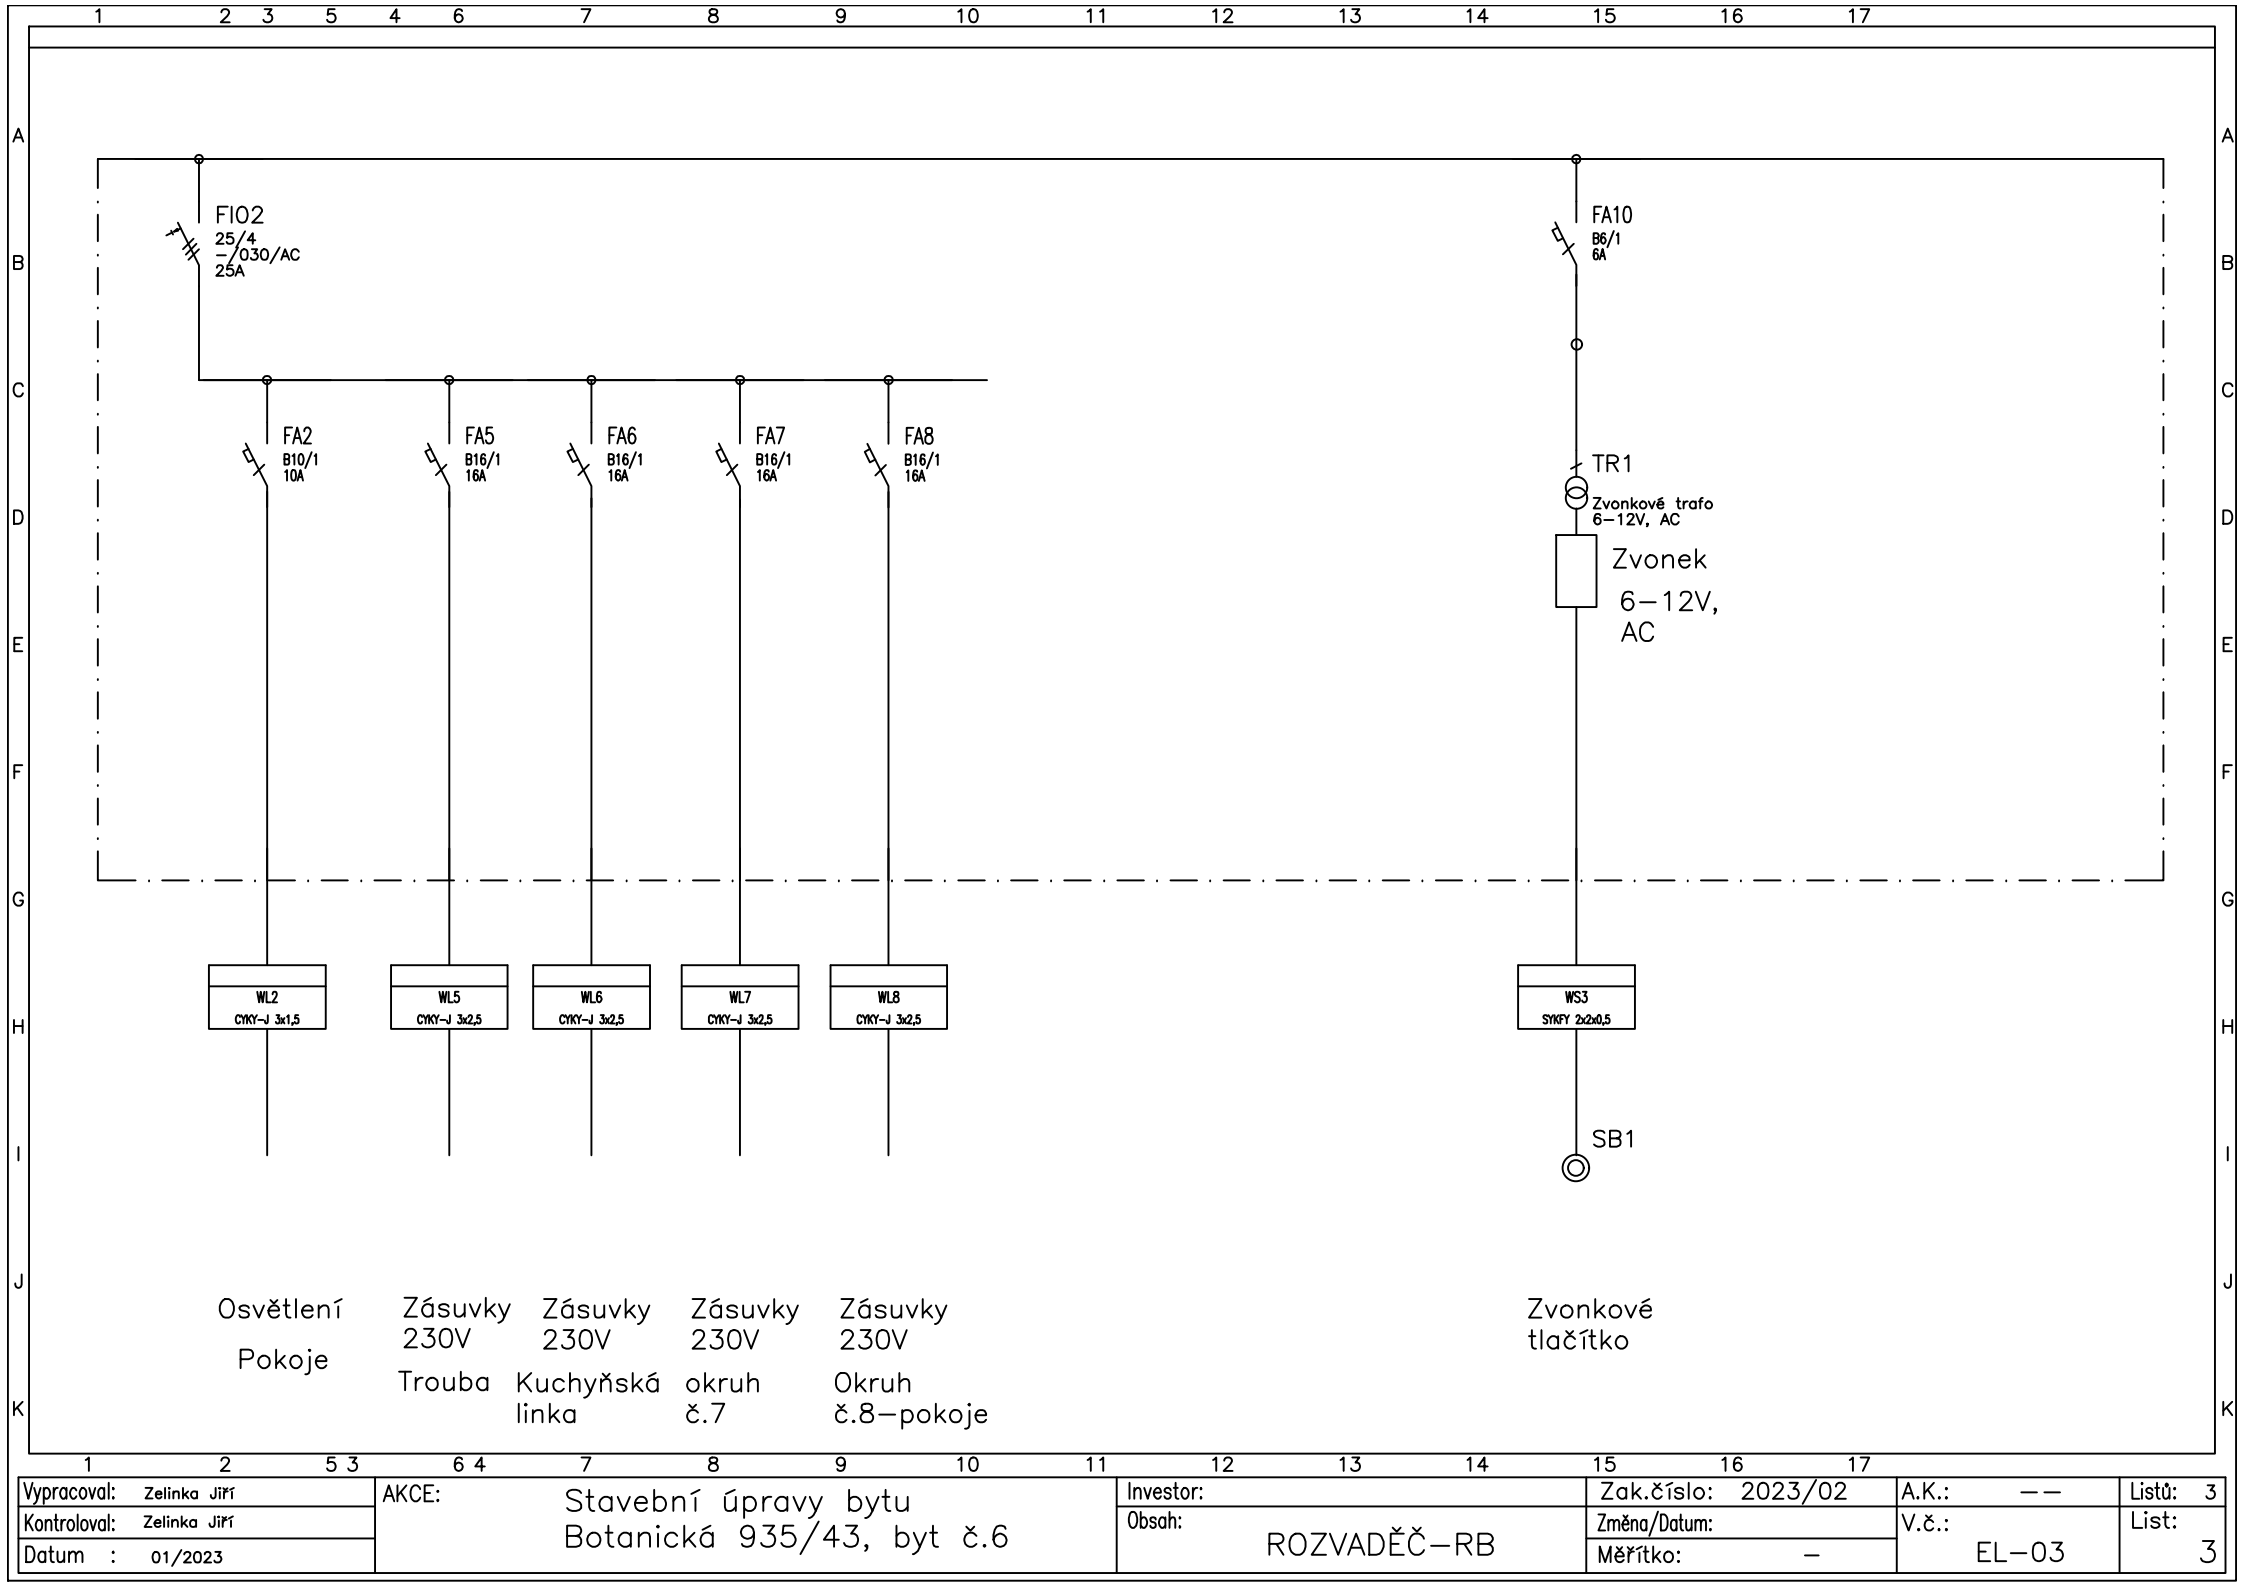 1 2 3 5 4 6 7 8 9 10 11 12 13 14 15 16 17
A A
FI02
25/4
-/030/AC
25A
FA10
B6/1
6A
B B
C C
FA2
B10/1
10A
FA5
B16/1
16A
FA6
B16/1
16A
FA7
B16/1
16A
FA8
B16/1
16A
TR1
Zvonkové trafo
6-12V, AC
D D
Zvonek
6-12V,
AC
E E
F F
G G
WL2
CYKY-J 3x1,5
WL5
CYKY-J 3x2,5
WL6
CYKY-J 3x2,5
WL7
CYKY-J 3x2,5
WL8
CYKY-J 3x2,5
WS3
SYKFY 2x2x0,5
H H
SB1
I I
J J
Osvětlení
Pokoje
Zásuvky
230V
Trouba
Zásuvky
230V
Kuchyňská
linka
Zásuvky
230V
okruh
č.7
Zásuvky
230V
Okruh
č.8-pokoje
Zvonkové
tlačítko
K K
1 2 5 3 6 4 7 8 9 10 11 12 13 14 15 16 17
Vypracoval: Zelinka Jiří
Kontroloval: Zelinka Jiří
Datum : 01/2023
AKCE:
Stavební úpravy bytu
Botanická 935/43, byt č.6
Investor:
Obsah:
ROZVADĚČ-RB
Zak.číslo: 2023/02
Změna/Datum:
Měřítko: -
A.K.: --
V.č.:
EL-03
Listů: 3
List:
3